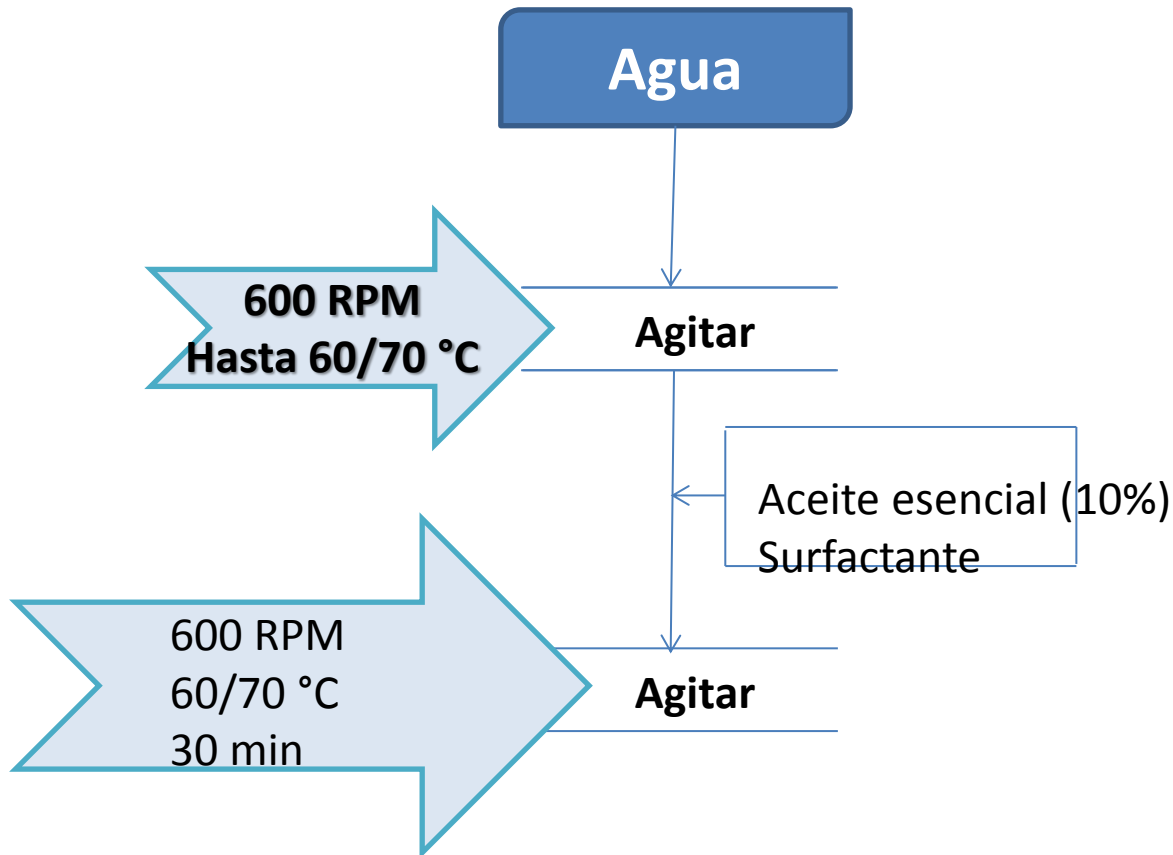 Agua
600 RPM
Hasta 60/70 °C
Agitar
Aceite esencial (10%)
Surfactante
600 RPM
60/70 °C
30 min
Agitar